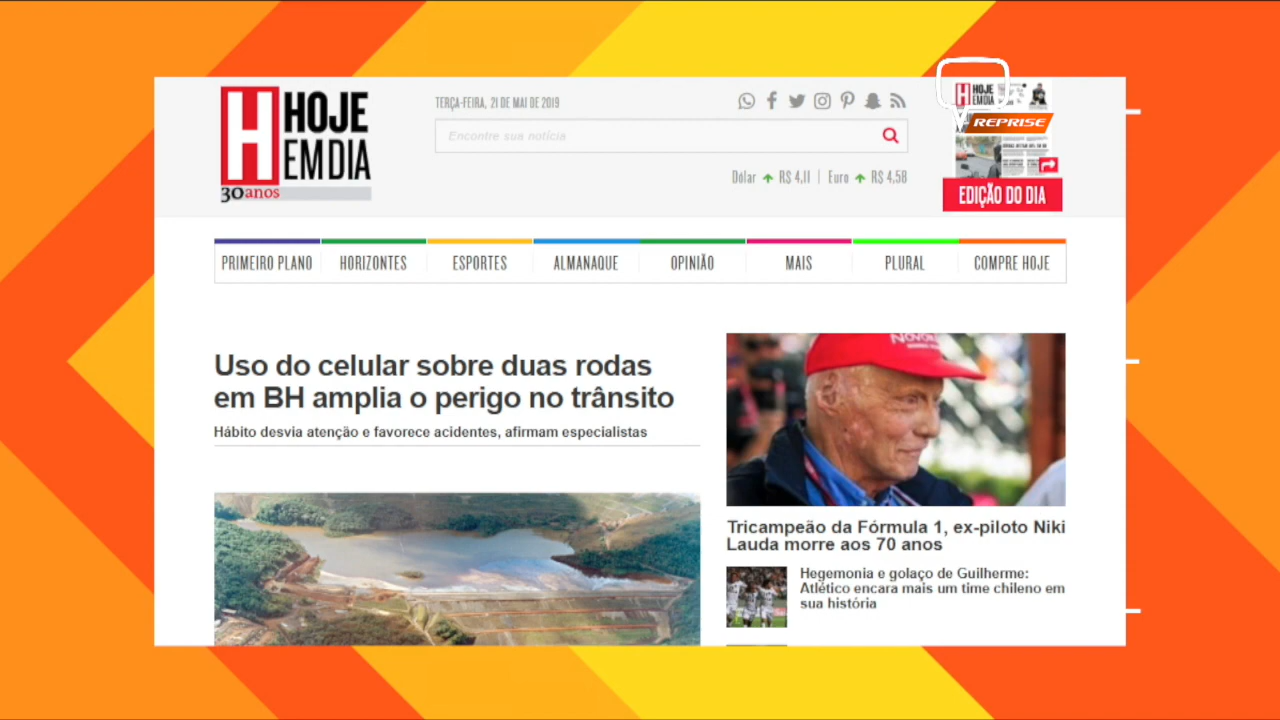 HOJE
EM DIA
30 anos
TERÇA-FEIRA, 21 DE MAI DE 2019
Encontre sua notícia
Dólar R$ 4,11 | Euro R$ 4,58
HOJE
EM DIA
REPRISE
EDIÇÃO DO DIA
PRIMEIRO PLANO HORIZONTES ESPORTES ALMANAQUE OPINIÃO MAIS PLURAL COMPRE HOJE
Uso do celular sobre duas rodas
em BH amplia o perigo no trânsito
Hábito desvia atenção e favorece acidentes, afirmam especialistas
Tricampeão da Fórmula 1, ex-piloto Niki
Lauda morre aos 70 anos
Hegemonia e golaço de Guilherme:
Atlético encara mais um time chileno em
sua história